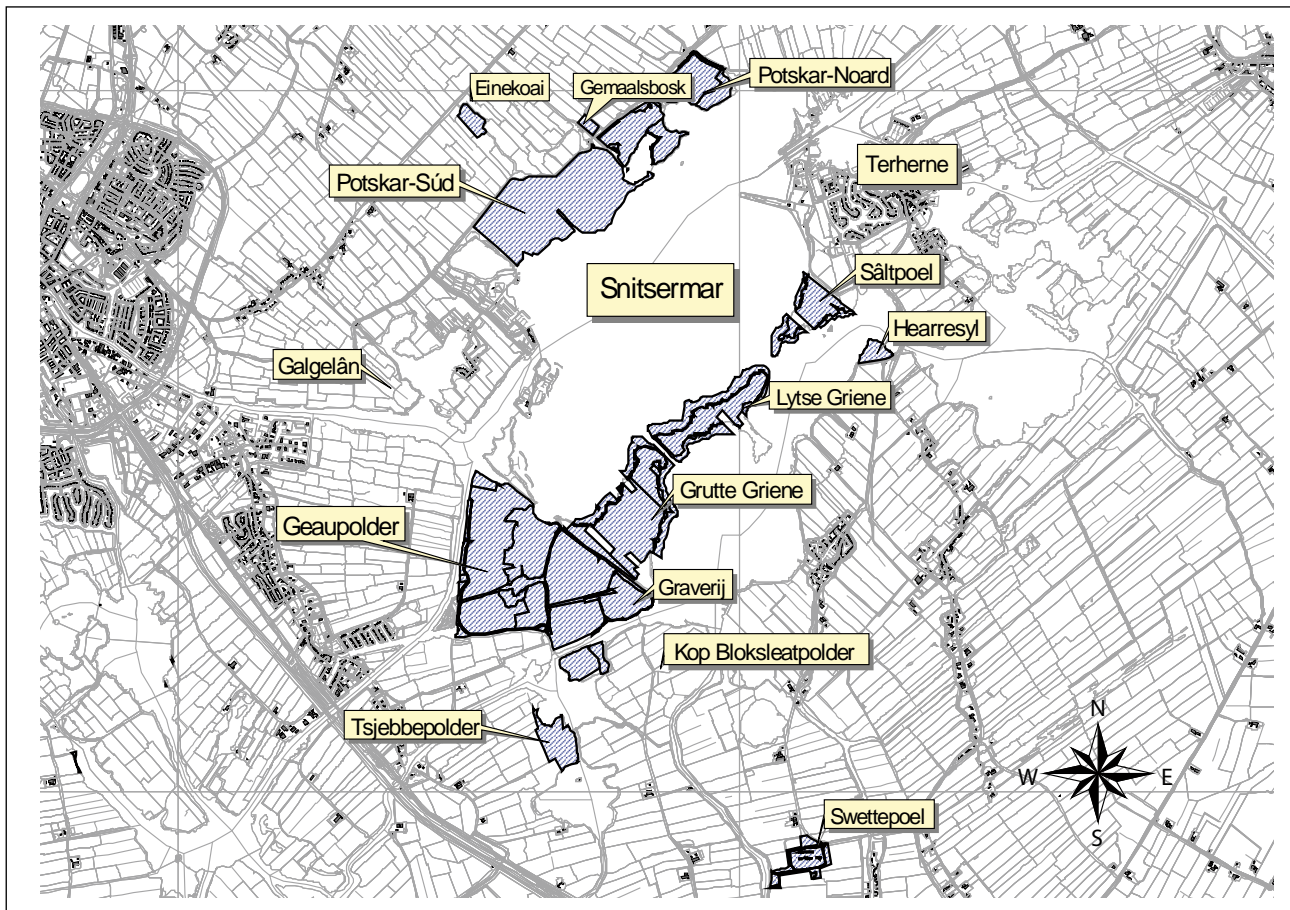 Potskar-Noard
Einekoai
Gemaalsbosk
Terherne
Potskar-Súd
Sâltpoel
Snitsermar
Hearresyl
Galgelân
Lytse Griene
Grutte Griene
Geaupolder
Graverij
Kop Bloksleatpolder
Tsjebbepolder
N
W E
S
Swettepoel